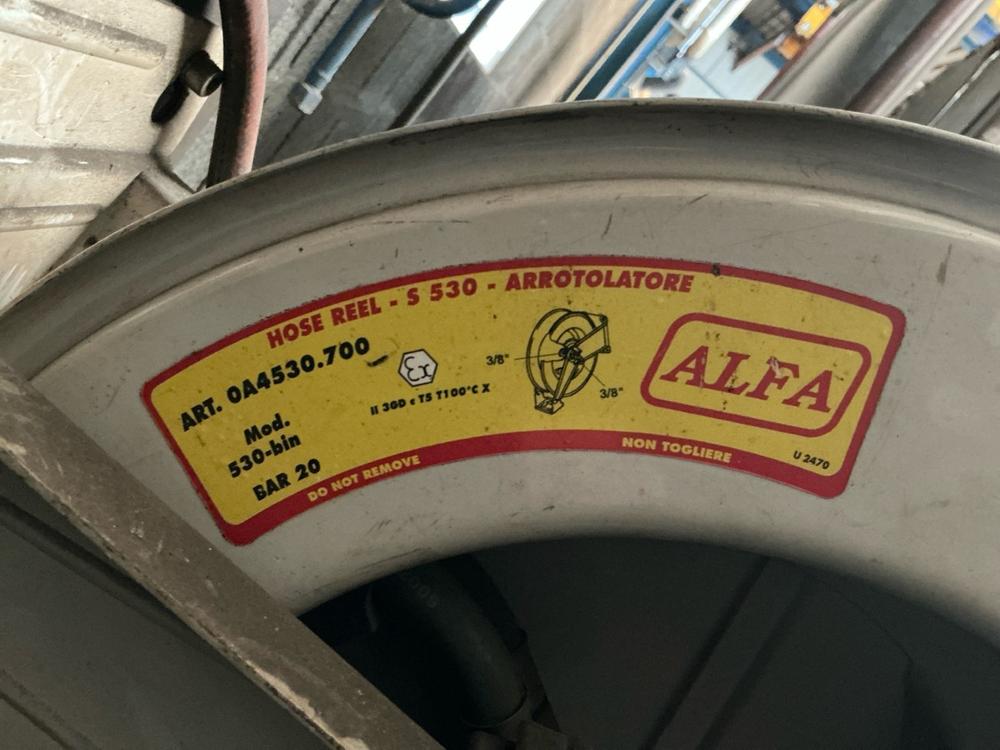 HOSE REEL - S 530 - ARROTOLATORE
ART. 0A4530.700
Mod.
530-bin
BAR 20
Ex
II 3GD c T5 T100°C X
3/8"
3/8"
ALFA
DO NOT REMOVE
NON TOGLIERE
U 2470